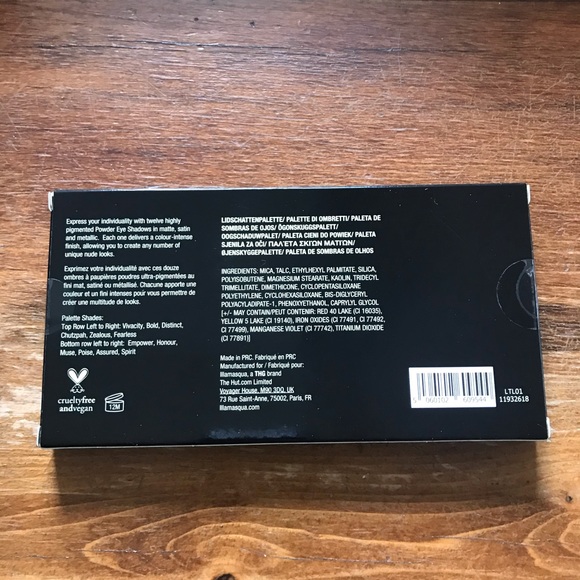 Express your individuality with twelve highly
pigmented Powder Eye Shadows in matte, satin
and metallic. Each one delivers a colour-intense
finish, allowing you to create any number of
unique nude looks.
Exprimez votre individualité avec ces douze
ombres à paupières poudres ultra-pigmentées au
fini mat, satiné ou métallisé. Chacune apporte une
couleur et un fini intenses pour vous permettre de
créer une multitude de looks.
Palette Shades:
Top Row Left to Right: Vivacity, Bold, Distinct,
Chutzpah, Zealous, Fearless
Bottom row left to right: Empower, Honour,
Muse, Poise, Assured, Spirit
crueltyfree
andvegan
12M
LIDSCHATTENPALETTE/ PALETTE DI OMBRETTI/ PALETA DE
SOMBRAS DE OJOS/ ÖGONSKUGGSPALETT/
OOGSCHADUWPALET/ PALETA CIENI DO POWIEK/ PALETA
SJENILA ZA OČI/ ΠΑΛΈΤΑ ΣΚΙΏΝ ΜΑΤΙΏΝ/
ØJENSKYGGEPALETTE/ PALETA DE SOMBRAS DE OLHOS
INGREDIENTS: MICA, TALC, ETHYLHEXYL PALMITATE, SILICA,
POLYISOBUTENE, MAGNESIUM STEARATE, KAOLIN, TRIDECYL
TRIMELLITATE, DIMETHICONE, CYCLOPENTASILOXANE
POLYETHYLENE, CYCLOHEXASILOXANE, BIS-DIGLYCERYL
POLYACYLADIPATE-1, PHENOXYETHANOL, CAPRYLYL GLYCOL
[+/- MAY CONTAIN/PEUT CONTENIR: RED 40 LAKE (CI 16035),
YELLOW 5 LAKE (CI 19140), IRON OXIDES (CI 77491, CI 77492,
CI 77499), MANGANESE VIOLET (CI 77742), TITANIUM DIOXIDE
(CI 77891)]
Made in PRC. Fabriqué en PRC
Manufactured for / Fabriqué pour:
Illamasqua, a THG brand
The Hut.com Limited
Voyager House, M90 3DQ, UK
73 Rue Saint-Anne, 75002, Paris, FR
Illamasqua.com
5 060102 609544
LTL01
11932618